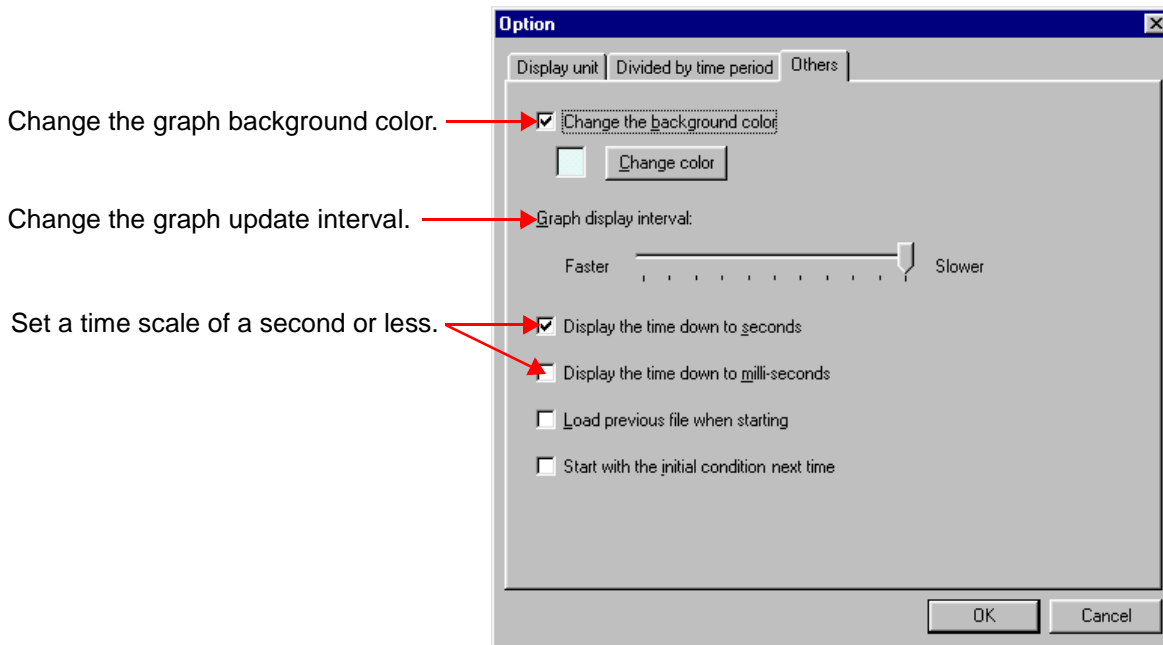 Option
Display unit Divided by time period Others
Change the graph background color.
Change the background color
Change color
Change the graph update interval.
Graph display interval:
Faster Slower
Set a time scale of a second or less.
Display the time down to seconds
Display the time down to milli-seconds
Load previous file when starting
Start with the initial condition next time
OK Cancel